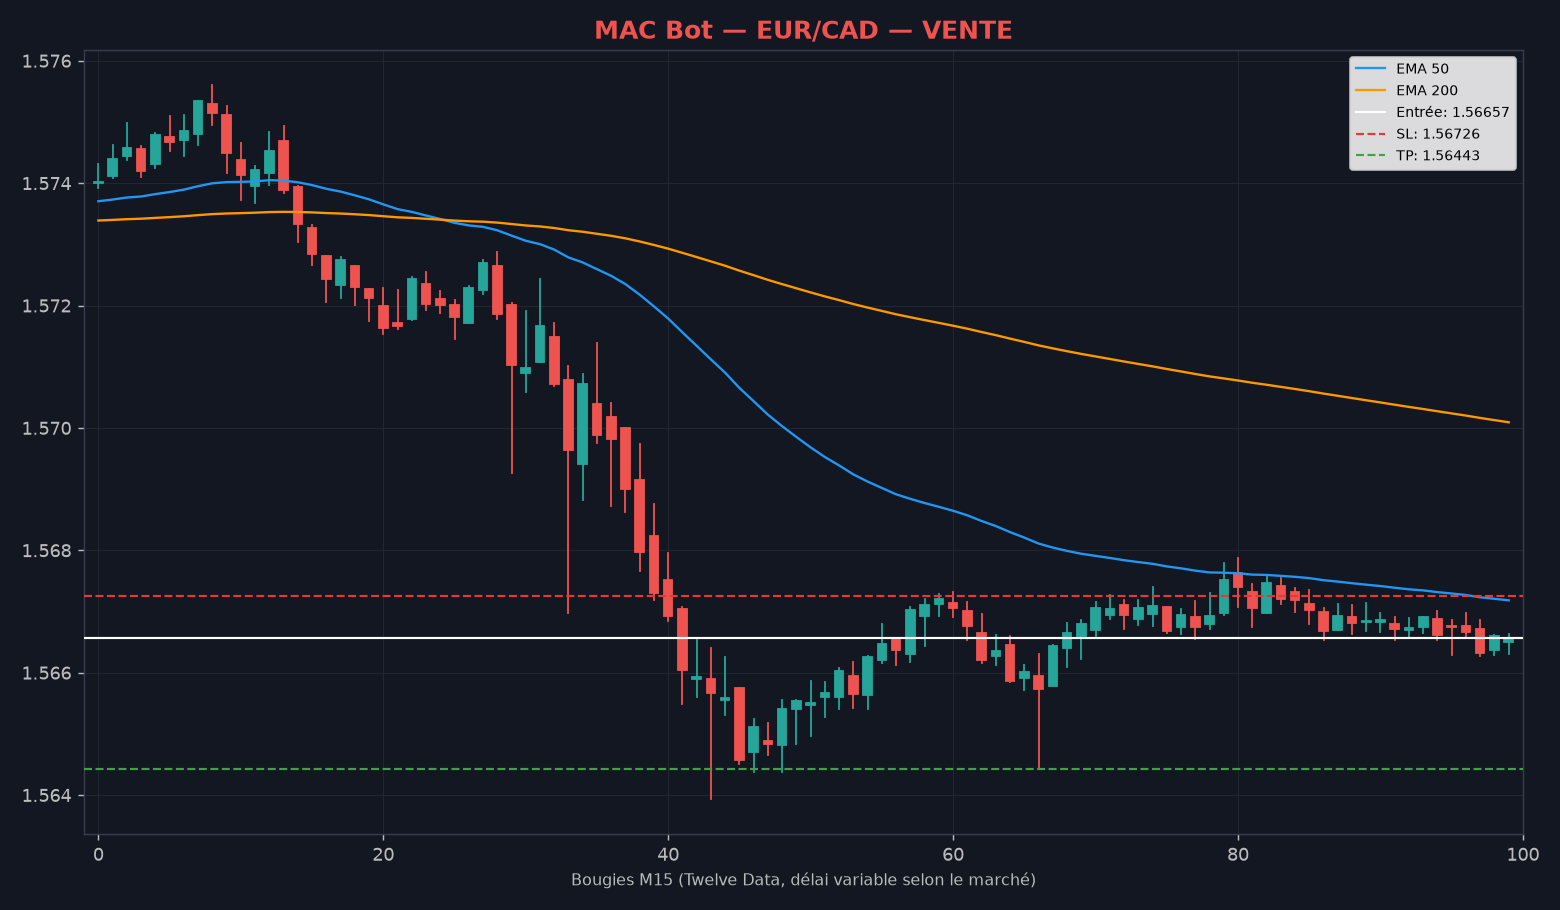 MAC Bot — EUR/CAD — VENTE
EMA 50
EMA 200
Entrée: 1.56657
SL: 1.56726
TP: 1.56443
1.576
1.574
1.572
1.570
1.568
1.566
1.564
0 20 40 60 80 100
Bougies M15 (Twelve Data, délai variable selon le marché)